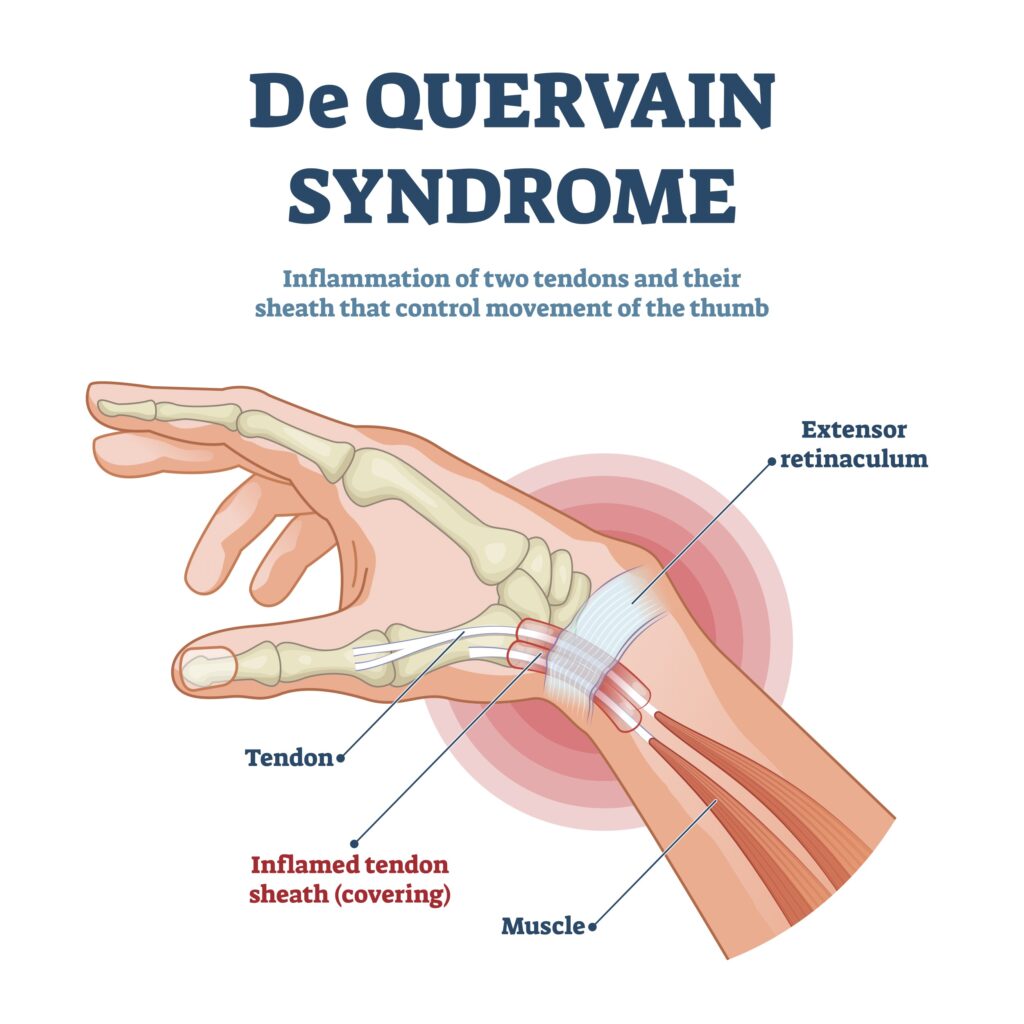 De QUERVAIN
SYNDROME
Inflammation of two tendons and their
sheath that control movement of the thumb
Extensor
retinaculum
Tendon
Inflamed tendon
sheath (covering)
Muscle